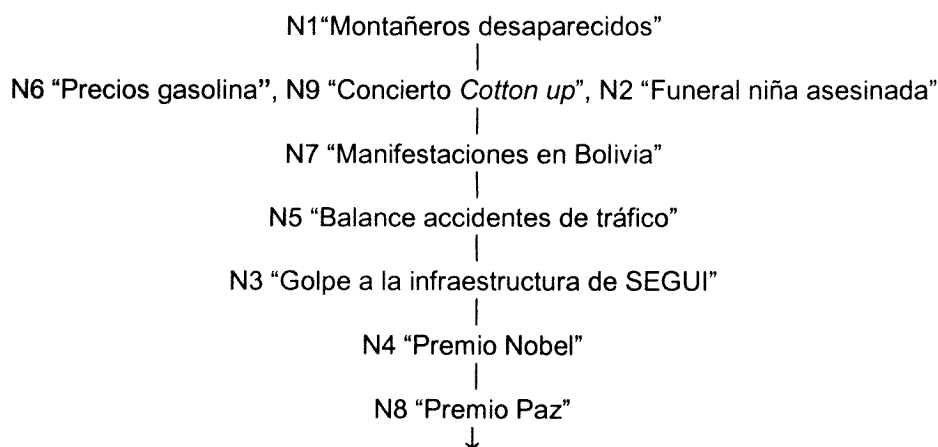 N1“Montañeros desaparecidos”
N6 “Precios gasolina”, N9 “Concierto Cotton up”, N2 “Funeral niña asesinada”
N7 “Manifestaciones en Bolivia”
N5 “Balance accidentes de tráfico”
N3 “Golpe a la infraestructura de SEGUI”
N4 “Premio Nobel”
N8 “Premio Paz”